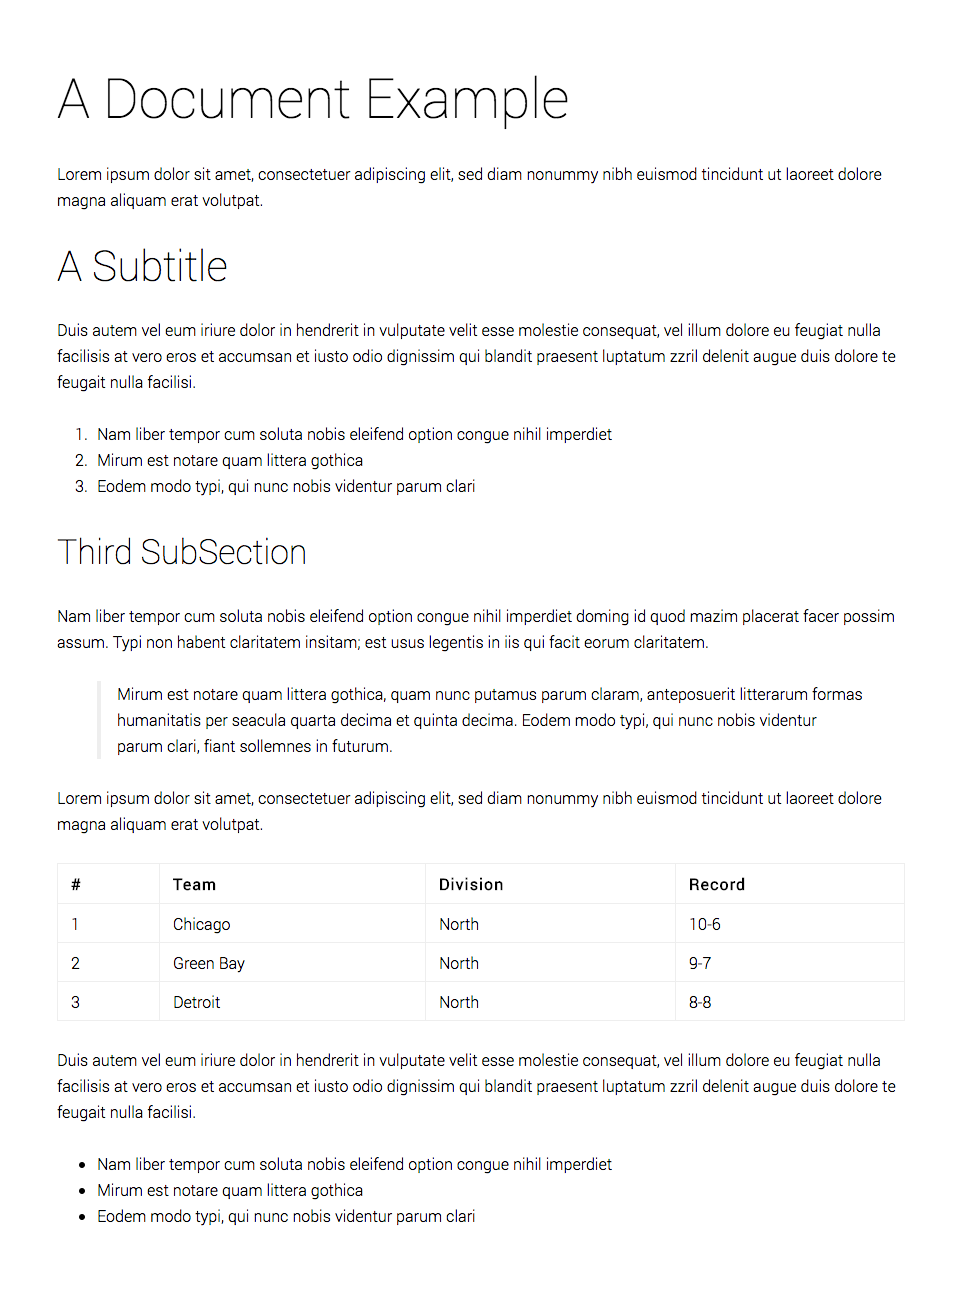 A Document Example
Lorem ipsum dolor sit amet, consectetuer adipiscing elit, sed diam nonummy nibh euismod tincidunt ut laoreet dolore
magna aliquam erat volutpat.
A Subtitle
Duis autem vel eum iriure dolor in hendrerit in vulputate velit esse molestie consequat, vel illum dolore eu feugiat nulla
facilisis at vero eros et accumsan et iusto odio dignissim qui blandit praesent luptatum zzril delenit augue duis dolore te
feugait nulla facilisi.
1. Nam liber tempor cum soluta nobis eleifend option congue nihil imperdiet
2. Mirum est notare quam littera gothica
3. Eodem modo typi, qui nunc nobis videntur parum clari
Third SubSection
Nam liber tempor cum soluta nobis eleifend option congue nihil imperdiet doming id quod mazim placerat facer possim
assum. Typi non habent claritatem insitam; est usus legentis in iis qui facit eorum claritatem.
Mirum est notare quam littera gothica, quam nunc putamus parum claram, anteposuerit litterarum formas
humanitatis per seacula quarta decima et quinta decima. Eodem modo typi, qui nunc nobis videntur
parum clari, fiant sollemnes in futurum.
Lorem ipsum dolor sit amet, consectetuer adipiscing elit, sed diam nonummy nibh euismod tincidunt ut laoreet dolore
magna aliquam erat volutpat.
# Team Division Record
1 Chicago North 10-6
2 Green Bay North 9-7
3 Detroit North 8-8
Duis autem vel eum iriure dolor in hendrerit in vulputate velit esse molestie consequat, vel illum dolore eu feugiat nulla
facilisis at vero eros et accumsan et iusto odio dignissim qui blandit praesent luptatum zzril delenit augue duis dolore te
feugait nulla facilisi.
• Nam liber tempor cum soluta nobis eleifend option congue nihil imperdiet
• Mirum est notare quam littera gothica
• Eodem modo typi, qui nunc nobis videntur parum clari